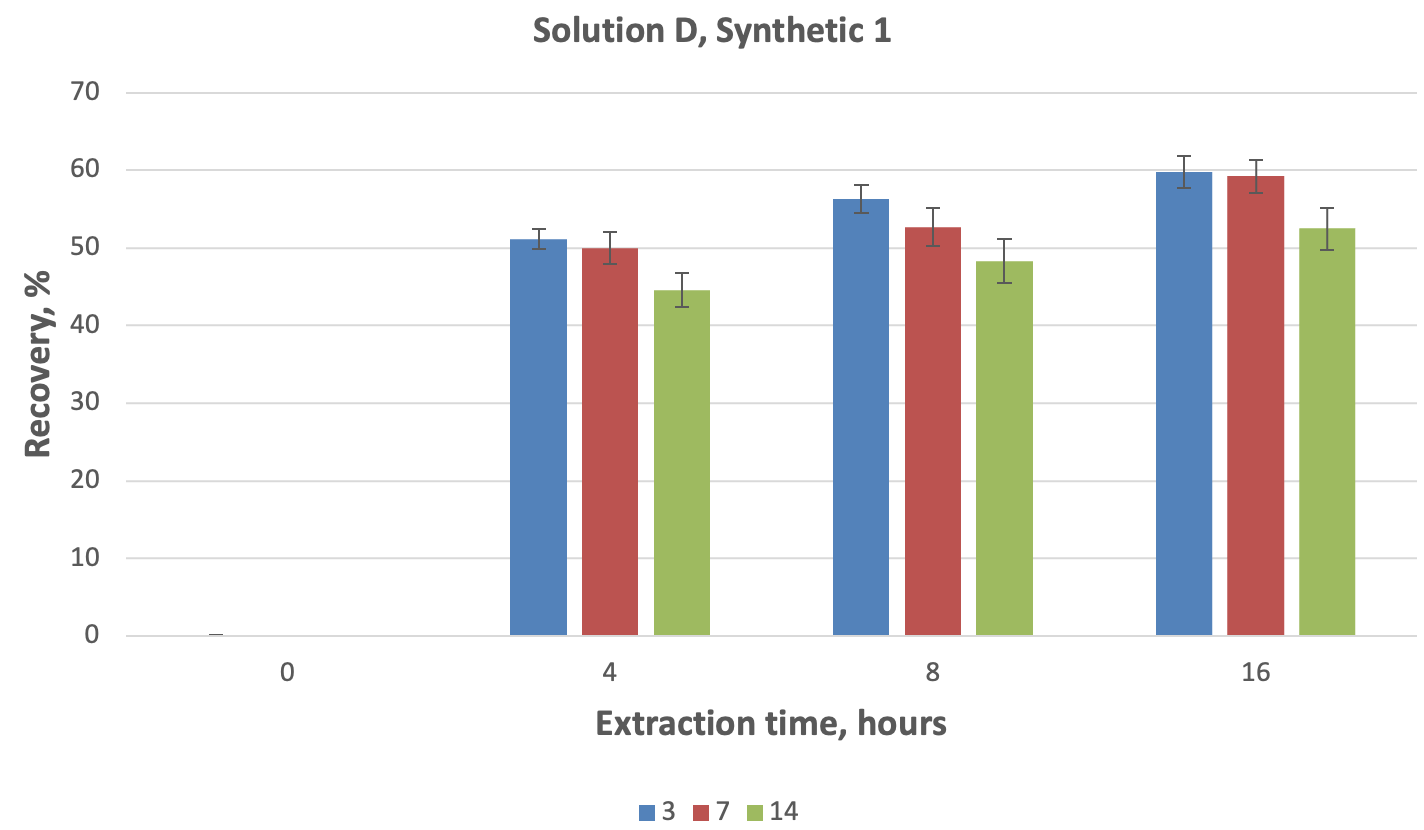 Solution D, Synthetic 1
70
60
50
40
30
20
10
0
Recovery, %
0 4 8 16
Extraction time, hours
3 7 14